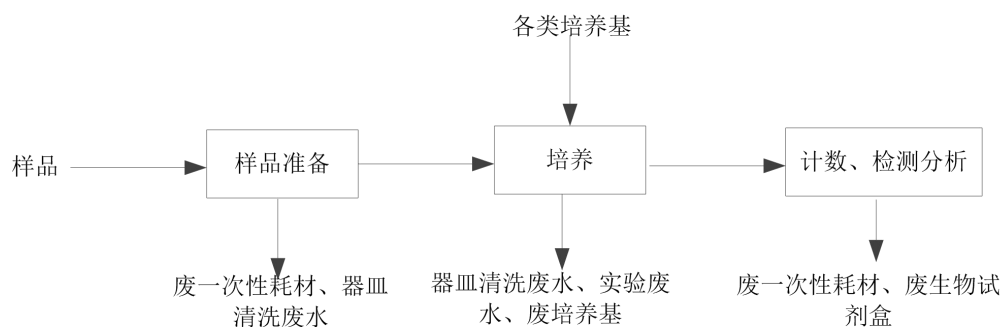 各类培养基
样品
样品准备
培养
计数、检测分析
废一次性耗材、器皿
清洗废水
器皿清洗废水、实验废
水、废培养基
废一次性耗材、废生物试
剂盒